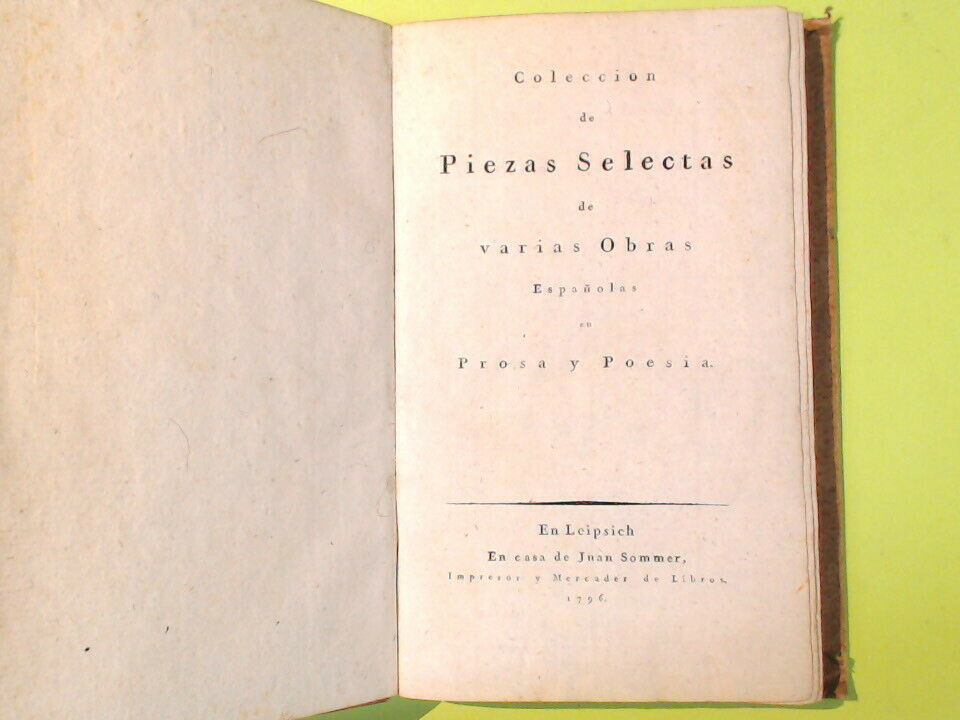 Coleccion
de
Piezas Selectas
de
varias Obras
Españolas
en
Prosa y Poesia.
En Leipsich
En casa de Juan Sommer,
Impresor y Mercader de Libros,
1796.